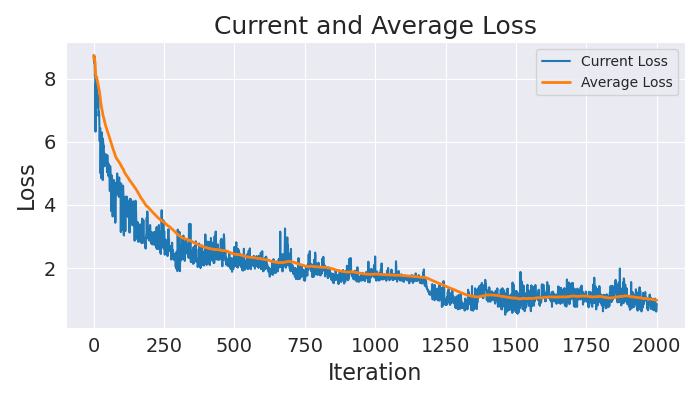 Current and Average Loss
Current Loss
Average Loss
8
6
4
2
Loss
0 250 500 750 1000 1250 1500 1750 2000
Iteration